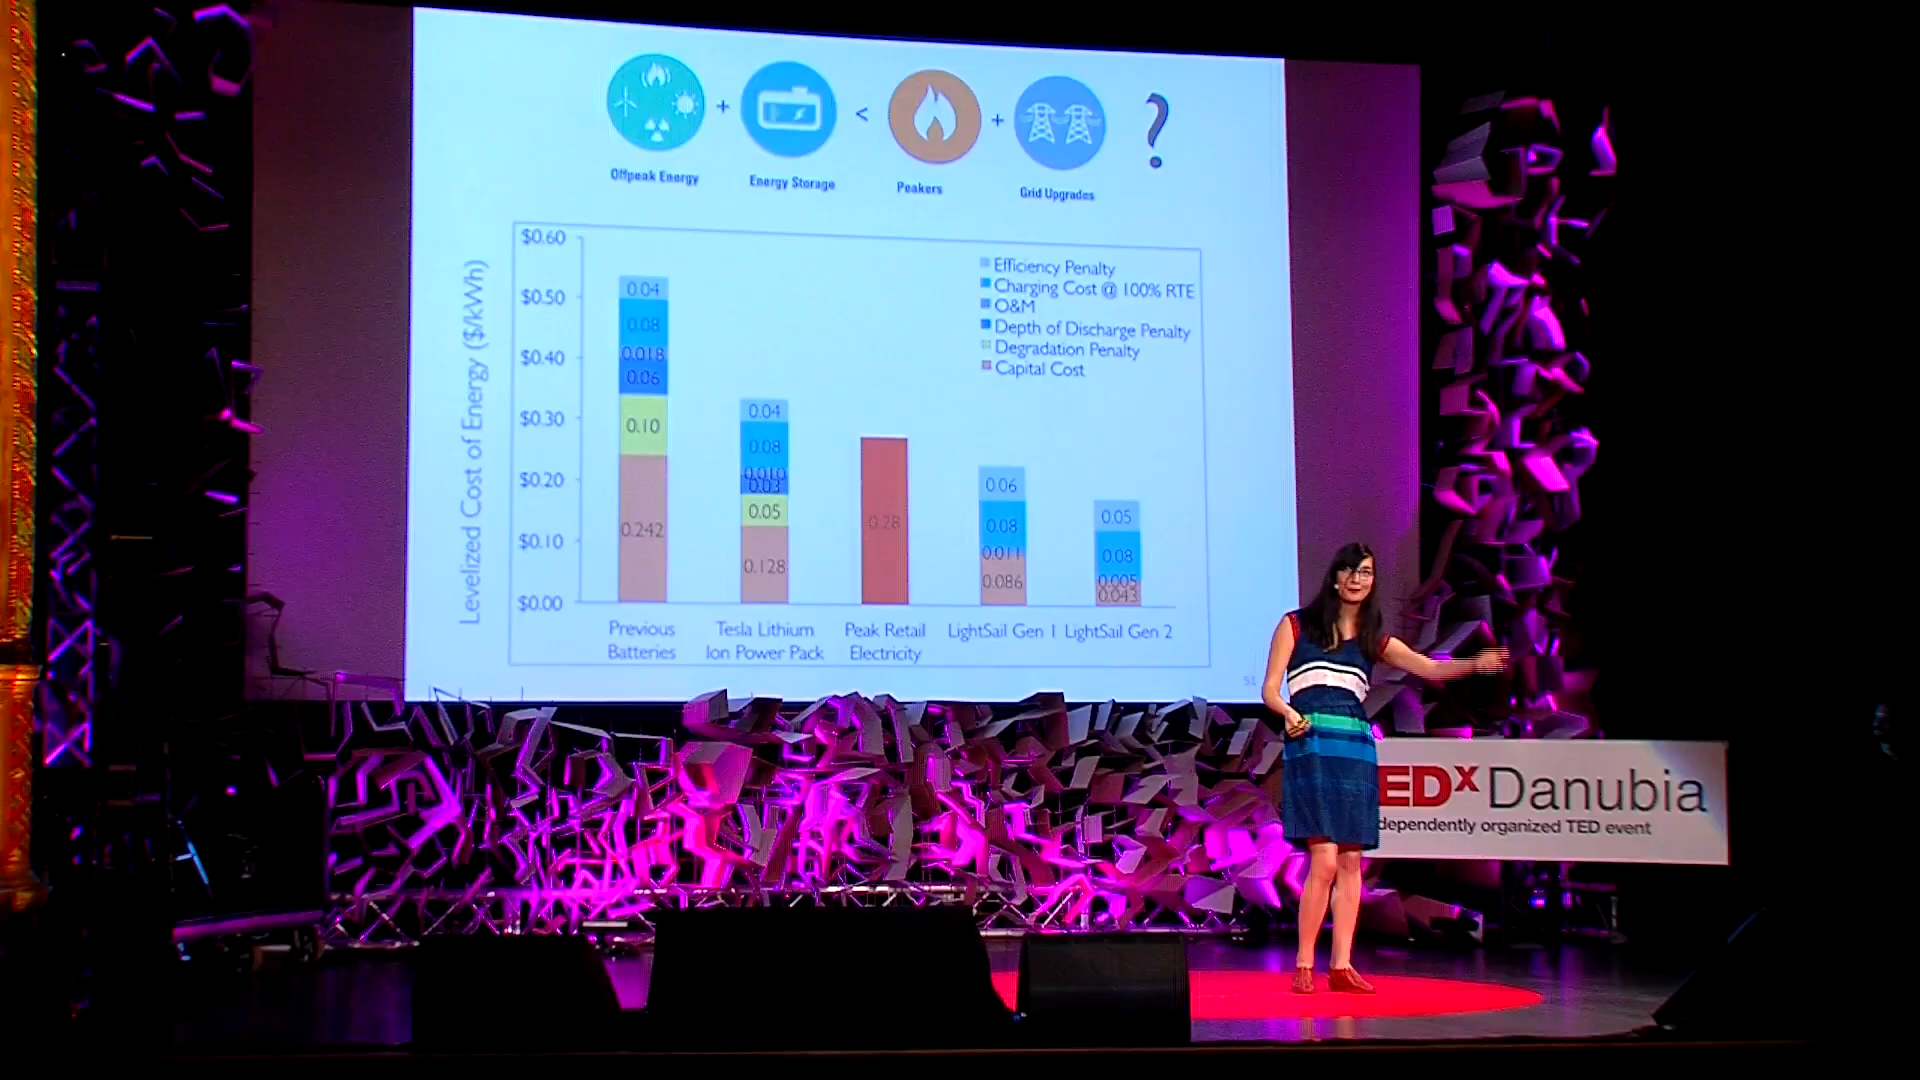 + < + ?
Offpeak Energy Energy Storage Peakers Grid Upgrades
Levelized Cost of Energy ($/kWh)
$0.60
$0.50
$0.40
$0.30
$0.20
$0.10
$0.00
Efficiency Penalty
Charging Cost @ 100% RTE
O&M
Depth of Discharge Penalty
Degradation Penalty
Capital Cost
0.04
0.08
0.018
0.06
0.10
0.242
0.04
0.08
0.010
0.03
0.05
0.128
0.28
0.06
0.08
0.011
0.086
0.05
0.08
0.005
0.043
Previous
Batteries
Tesla Lithium
Ion Power Pack
Peak Retail
Electricity
LightSail Gen 1
LightSail Gen 2
51
EDx Danubia
dependently organized TED event